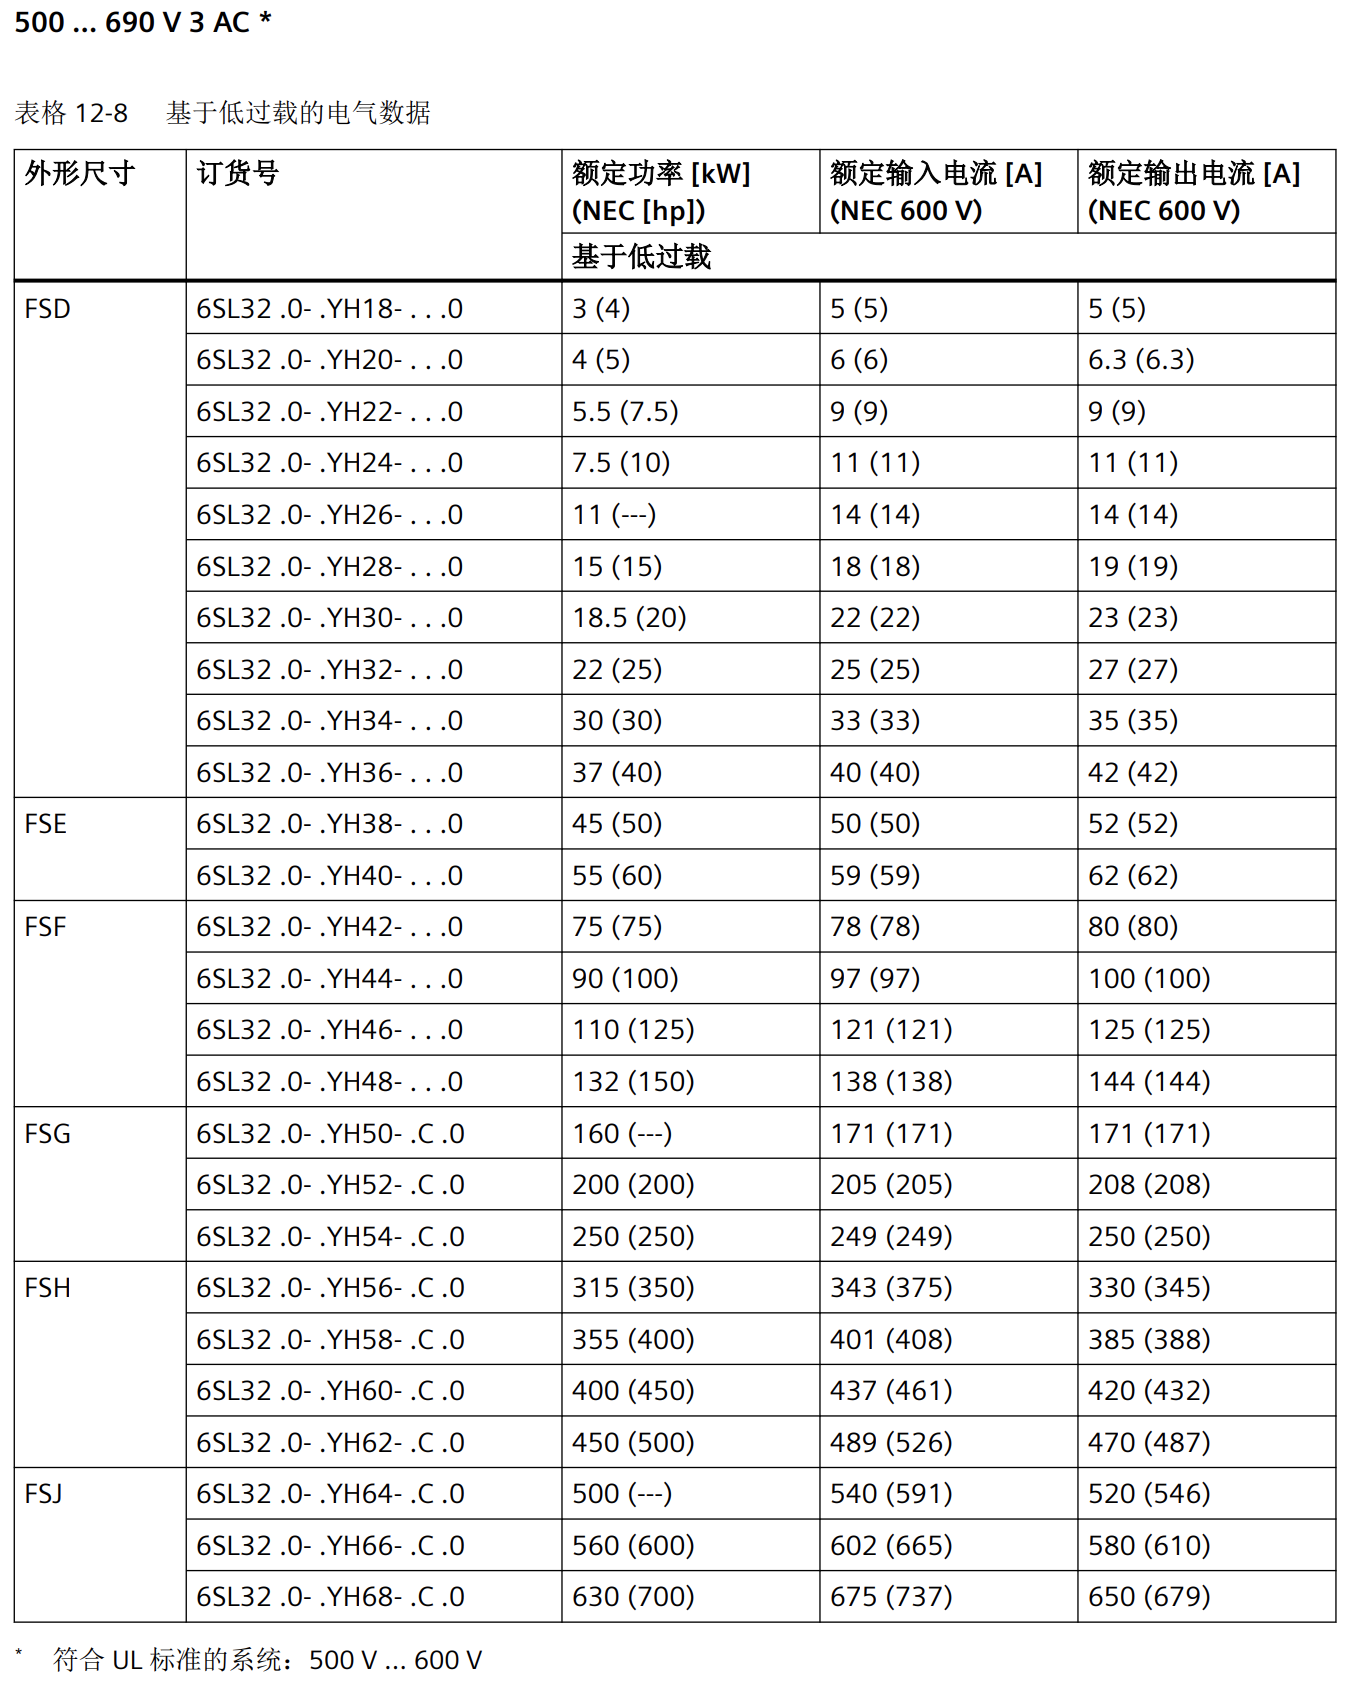 500 ... 690 V 3 AC *
表格 12-8 基于低过载的电气数据
外形尺寸 订货号 额定功率 [kW] (NEC [hp]) 额定输入电流 [A] (NEC 600 V) 额定输出电流 [A] (NEC 600 V)
基于低过载
FSD 6SL32 .0- .YH18- . . .0 3 (4) 5 (5) 5 (5)
6SL32 .0- .YH20- . . .0 4 (5) 6 (6) 6.3 (6.3)
6SL32 .0- .YH22- . . .0 5.5 (7.5) 9 (9) 9 (9)
6SL32 .0- .YH24- . . .0 7.5 (10) 11 (11) 11 (11)
6SL32 .0- .YH26- . . .0 11 (---) 14 (14) 14 (14)
6SL32 .0- .YH28- . . .0 15 (15) 18 (18) 19 (19)
6SL32 .0- .YH30- . . .0 18.5 (20) 22 (22) 23 (23)
6SL32 .0- .YH32- . . .0 22 (25) 25 (25) 27 (27)
6SL32 .0- .YH34- . . .0 30 (30) 33 (33) 35 (35)
6SL32 .0- .YH36- . . .0 37 (40) 40 (40) 42 (42)
FSE 6SL32 .0- .YH38- . . .0 45 (50) 50 (50) 52 (52)
6SL32 .0- .YH40- . . .0 55 (60) 59 (59) 62 (62)
FSF 6SL32 .0- .YH42- . . .0 75 (75) 78 (78) 80 (80)
6SL32 .0- .YH44- . . .0 90 (100) 97 (97) 100 (100)
6SL32 .0- .YH46- . . .0 110 (125) 121 (121) 125 (125)
6SL32 .0- .YH48- . . .0 132 (150) 138 (138) 144 (144)
FSG 6SL32 .0- .YH50- .C .0 160 (---) 171 (171) 171 (171)
6SL32 .0- .YH52- .C .0 200 (200) 205 (205) 208 (208)
6SL32 .0- .YH54- .C .0 250 (250) 249 (249) 250 (250)
FSH 6SL32 .0- .YH56- .C .0 315 (350) 343 (375) 330 (345)
6SL32 .0- .YH58- .C .0 355 (400) 401 (408) 385 (388)
6SL32 .0- .YH60- .C .0 400 (450) 437 (461) 420 (432)
6SL32 .0- .YH62- .C .0 450 (500) 489 (526) 470 (487)
FSJ 6SL32 .0- .YH64- .C .0 500 (---) 540 (591) 520 (546)
6SL32 .0- .YH66- .C .0 560 (600) 602 (665) 580 (610)
6SL32 .0- .YH68- .C .0 630 (700) 675 (737) 650 (679)
* 符合 UL 标准的系统：500 V ... 600 V